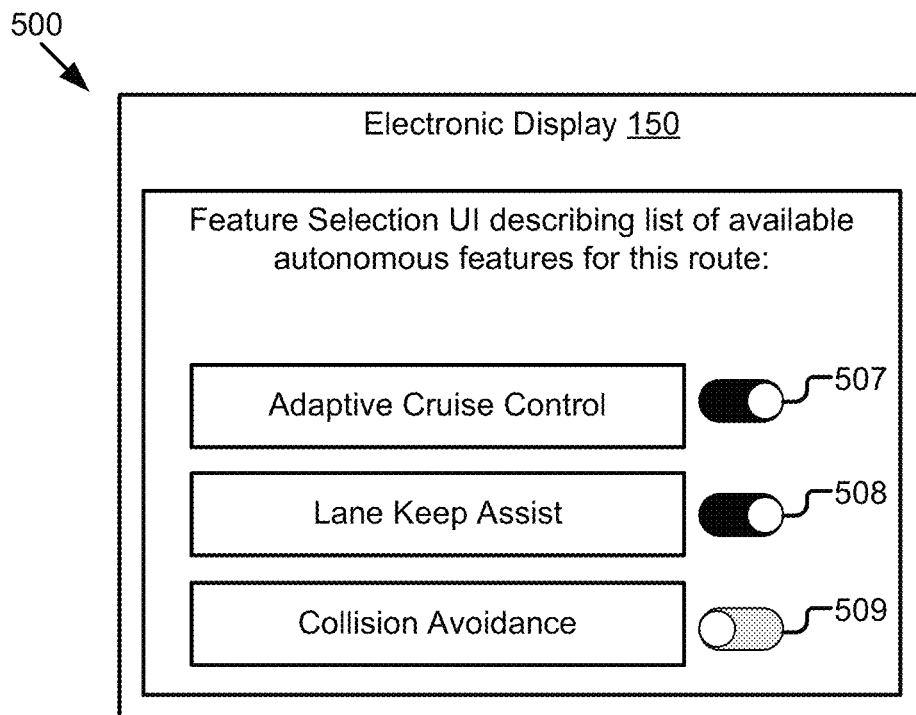 500
Electronic Display 150
Feature Selection UI describing list of available
autonomous features for this route:
Adaptive Cruise Control
507
Lane Keep Assist
508
Collision Avoidance
509